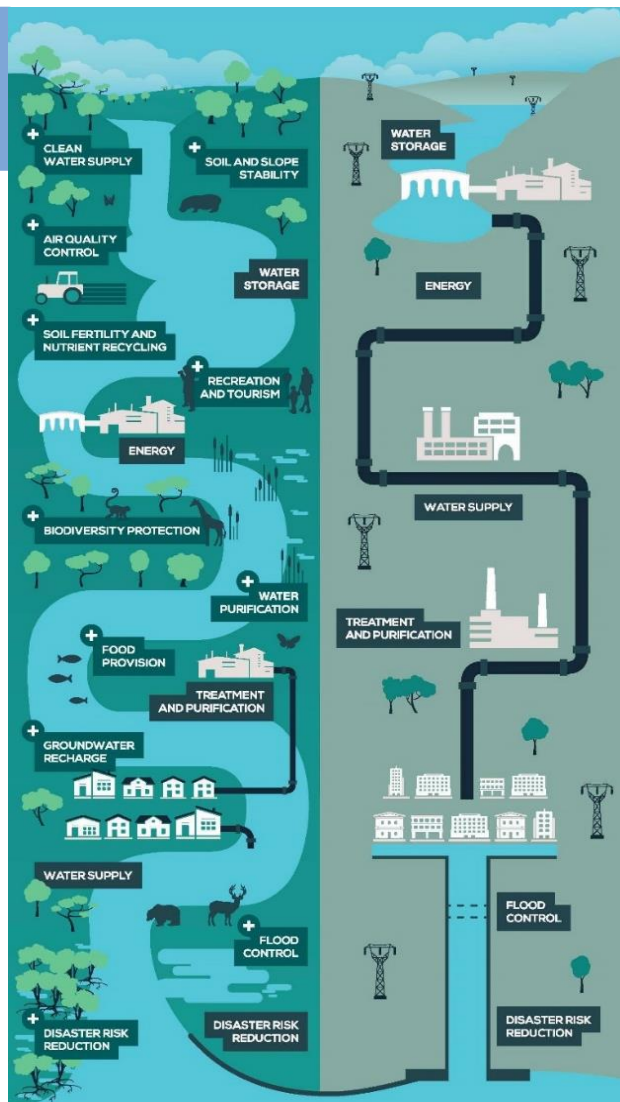 CLEAN
WATER SUPPLY
SOIL AND SLOPE
STABILITY
AIR QUALITY
CONTROL
WATER
STORAGE
SOIL FERTILITY AND
NUTRIENT RECYCLING
RECREATION
AND TOURISM
ENERGY
BIODIVERSITY PROTECTION
WATER
PURIFICATION
FOOD
PROVISION
TREATMENT
AND PURIFICATION
GROUNDWATER
RECHARGE
WATER SUPPLY
FLOOD
CONTROL
DISASTER RISK
REDUCTION
DISASTER RISK
REDUCTION
WATER
STORAGE
ENERGY
WATER SUPPLY
TREATMENT
AND PURIFICATION
FLOOD
CONTROL
DISASTER RISK
REDUCTION